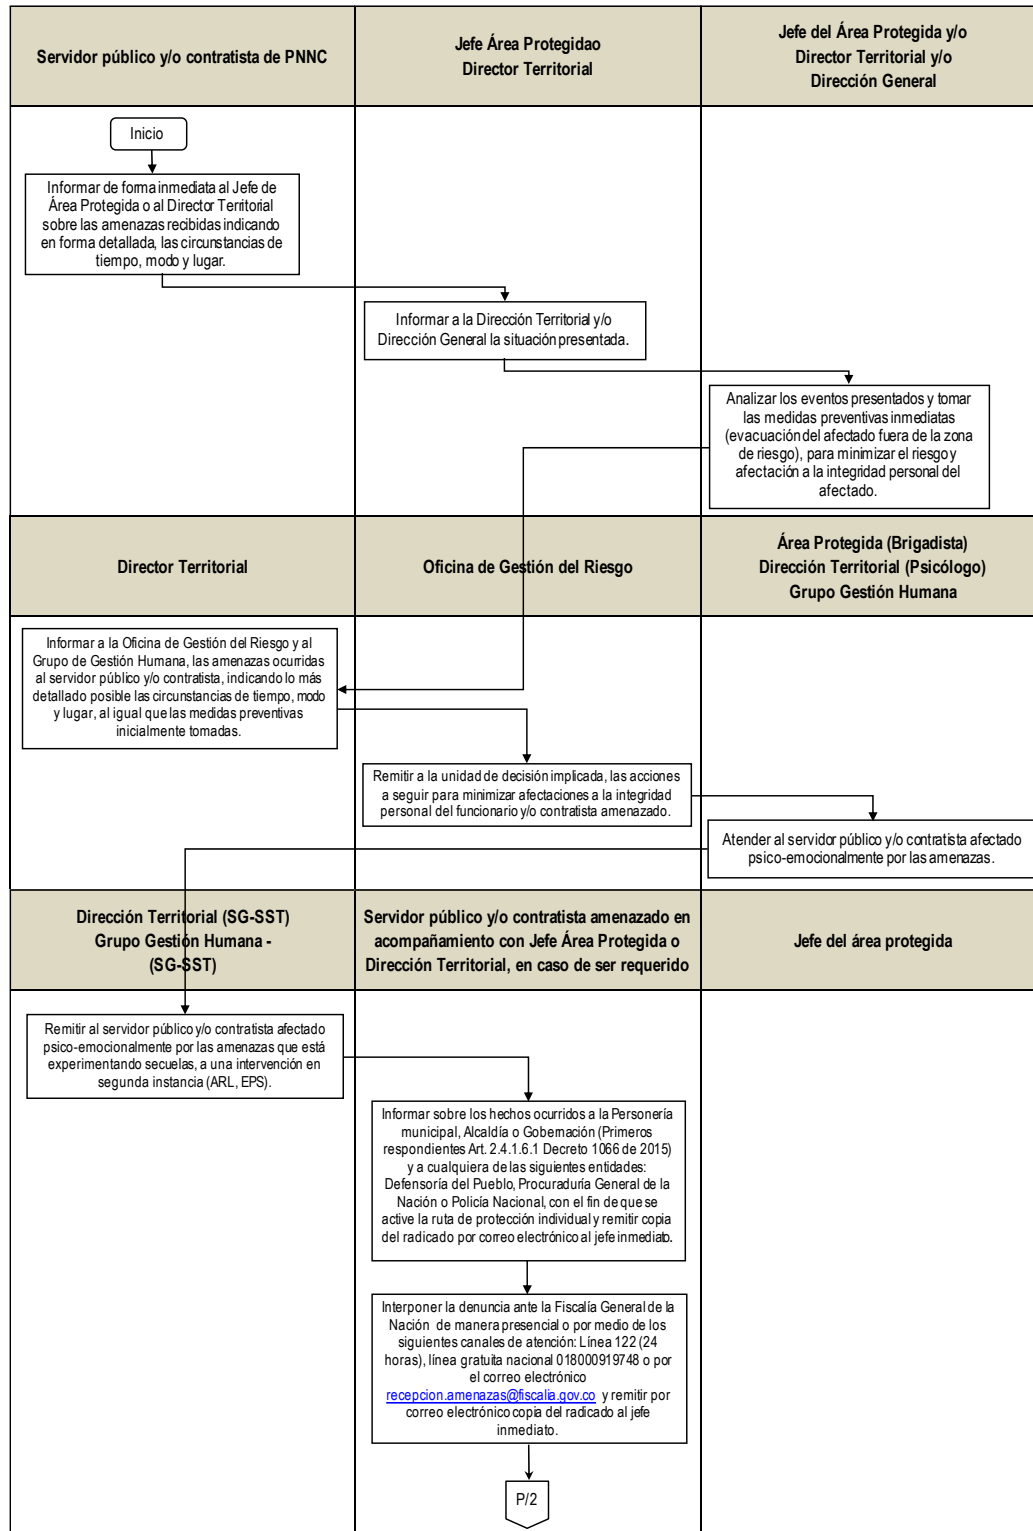 Servidor público y/o contratista de PNNC
Jefe Área Protegidao
Director Territorial
Jefe del Área Protegida y/o
Director Territorial y/o
Dirección General
Inicio
Informar de forma inmediata al Jefe de
Área Protegida o al Director Territorial
sobre las amenazas recibidas indicando
en forma detallada, las circunstancias de
tiempo, modo y lugar.
Informar a la Dirección Territorial y/o
Dirección General la situación presentada.
Analizar los eventos presentados y tomar
las medidas preventivas inmediatas
(evacuación del afectado fuera de la zona
de riesgo), para minimizar el riesgo y
afectación a la integridad personal del
afectado.
Director Territorial
Oficina de Gestión del Riesgo
Área Protegida (Brigadista)
Dirección Territorial (Psicólogo)
Grupo Gestión Humana
Informar a la Oficina de Gestión del Riesgo y al
Grupo de Gestión Humana, las amenazas ocurridas
al servidor público y/o contratista, indicando lo más
detallado posible las circunstancias de tiempo, modo
y lugar, al igual que las medidas preventivas
inicialmente tomadas.
Remitir a la unidad de decisión implicada, las acciones
a seguir para minimizar afectaciones a la integridad
personal del funcionario y/o contratista amenazado.
Atender al servidor público y/o contratista afectado
psico-emocionalmente por las amenazas.
Dirección Territorial (SG-SST)
Grupo Gestión Humana -
(SG-SST)
Servidor público y/o contratista amenazado en
acompañamiento con Jefe Área Protegida o
Dirección Territorial, en caso de ser requerido
Jefe del área protegida
Remitir al servidor público y/o contratista afectado
psico-emocionalmente por las amenazas que está
experimentando secuelas, a una intervención en
segunda instancia (ARL, EPS).
Informar sobre los hechos ocurridos a la Personería
municipal, Alcaldía o Gobernación (Primeros
respondientes Art. 2.4.1.6.1 Decreto 1066 de 2015)
y a cualquiera de las siguientes entidades:
Defensoría del Pueblo, Procuraduría General de la
Nación o Policía Nacional, con el fin de que se
active la ruta de protección individual y remitir copia
del radicado por correo electrónico al jefe inmediato.
Interponer la denuncia ante la Fiscalía General de la
Nación de manera presencial o por medio de los
siguientes canales de atención: Línea 122 (24
horas), línea gratuita nacional 018000919748 o por
el correo electrónico
recepcion.amenazas@fiscalia.gov.co y remitir por
correo electrónico copia del radicado al jefe
inmediato.
P/2